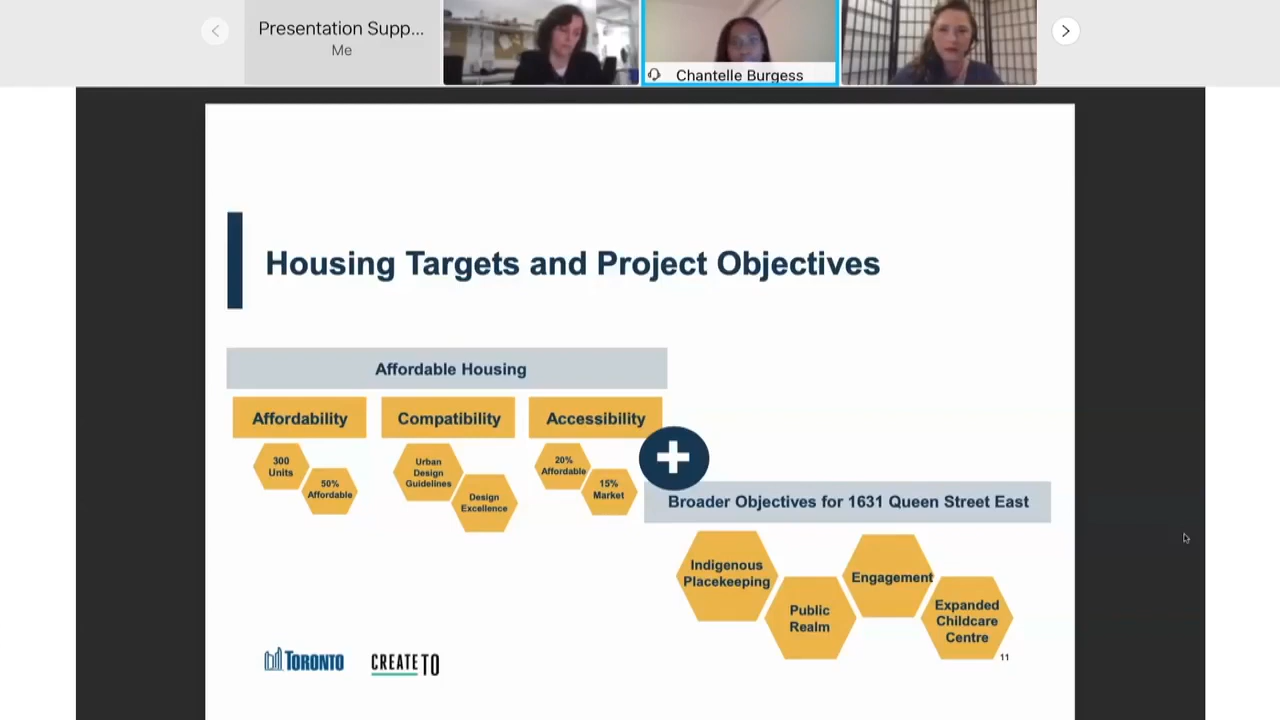 Presentation Supp...
Me
Chantelle Burgess
Housing Targets and Project Objectives
Affordable Housing
Affordability
Compatibility
Accessibility
300
Units
50%
Affordable
Urban
Design
Guidelines
Design
Excellence
20%
Affordable
15%
Market
Broader Objectives for 1631 Queen Street East
Indigenous
Placekeeping
Public
Realm
Engagement
Expanded
Childcare
Centre
TORONTO
CREATETO
11